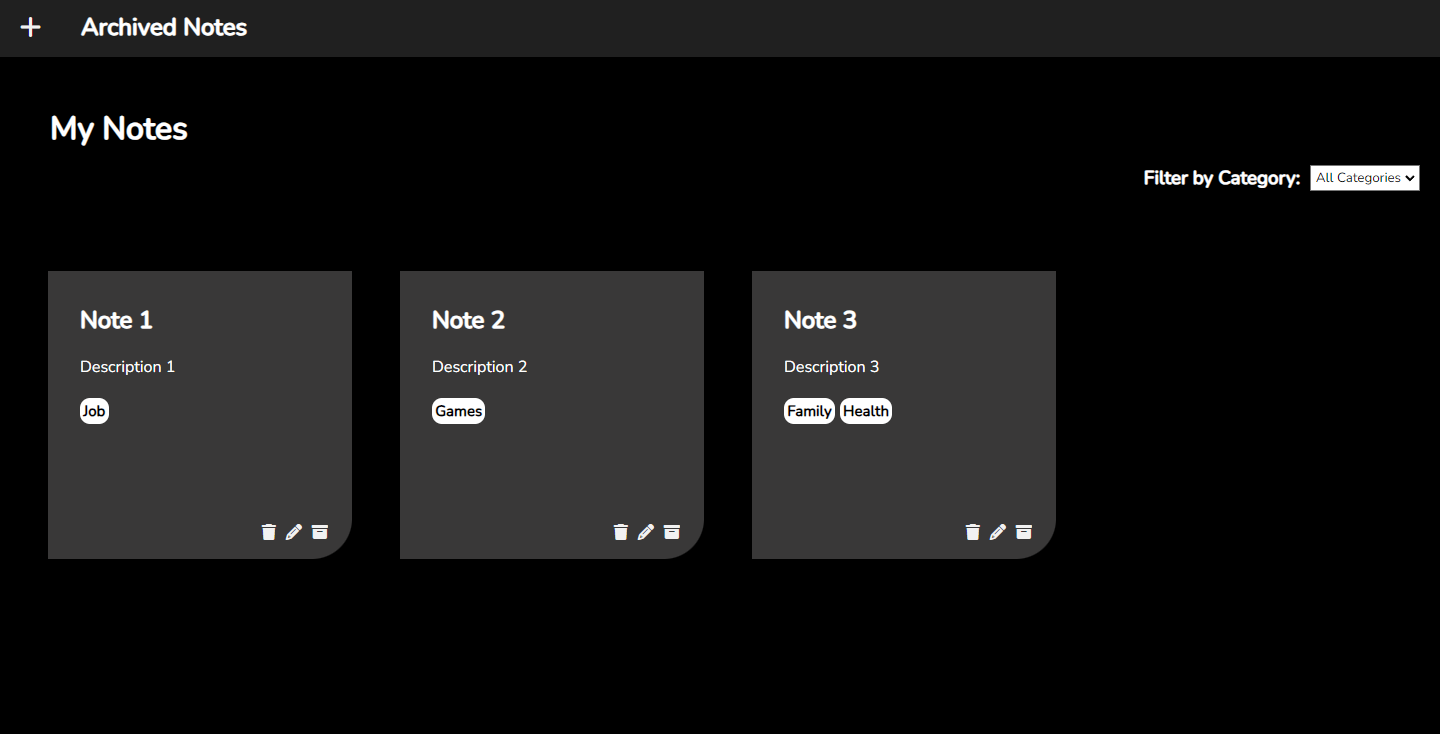 Archived Notes
My Notes
Filter by Category: All Categories
Note 1
Description 1
Job
Note 2
Description 2
Games
Note 3
Description 3
Family Health